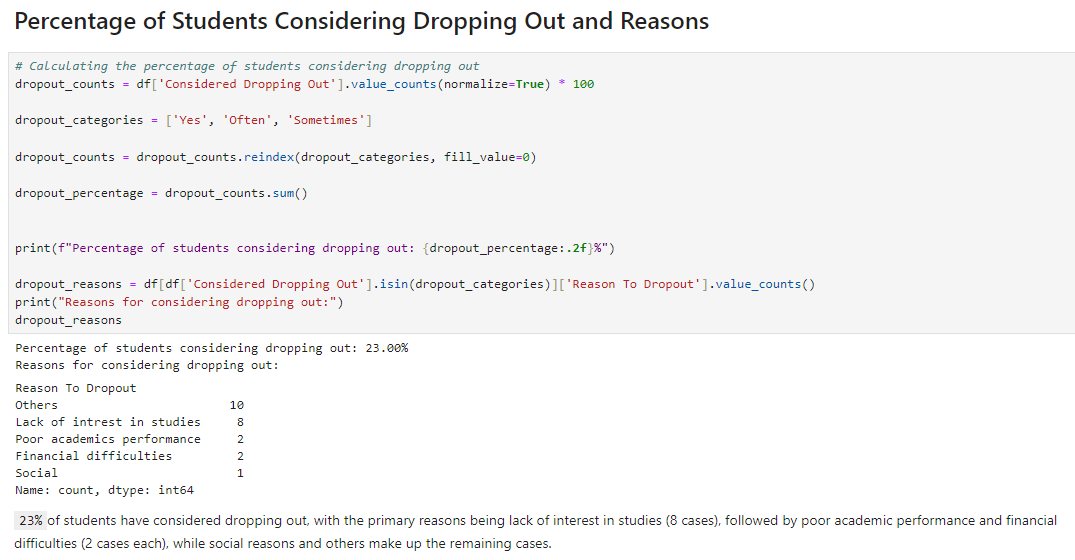 Percentage of Students Considering Dropping Out and Reasons
# Calculating the percentage of students considering dropping out
dropout_counts = df['Considered Dropping Out'].value_counts(normalize=True) * 100
dropout_categories = ['Yes', 'Often', 'Sometimes']
dropout_counts = dropout_counts.reindex(dropout_categories, fill_value=0)
dropout_percentage = dropout_counts.sum()
print(f"Percentage of students considering dropping out: {dropout_percentage:.2f}%")
dropout_reasons = df[df['Considered Dropping Out'].isin(dropout_categories)]['Reason To Dropout'].value_counts()
print("Reasons for considering dropping out:")
dropout_reasons
Percentage of students considering dropping out: 23.00%
Reasons for considering dropping out:
Reason To Dropout
Others 10
Lack of intrest in studies 8
Poor academics performance 2
Financial difficulties 2
Social 1
Name: count, dtype: int64
23% of students have considered dropping out, with the primary reasons being lack of interest in studies (8 cases), followed by poor academic performance and financial
difficulties (2 cases each), while social reasons and others make up the remaining cases.